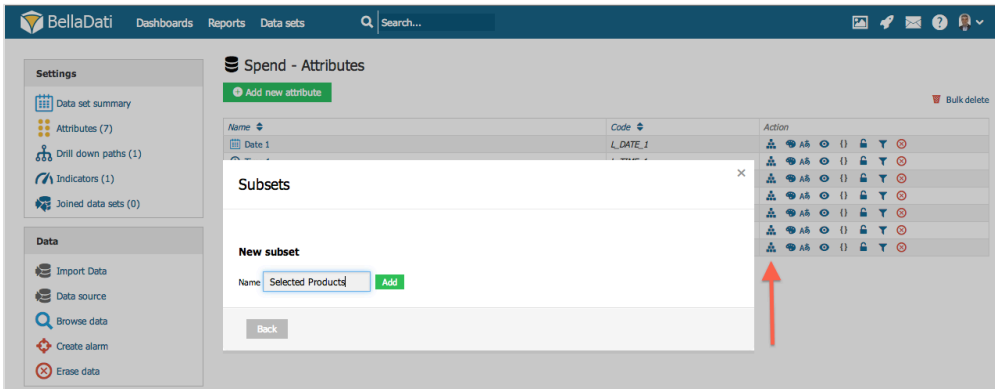 BellaDati Dashboards Reports Data sets Search...
Settings
Data set summary
Attributes (7)
Drill down paths (1)
Indicators (1)
Joined data sets (0)
Data
Import Data
Data source
Browse data
Create alarm
Erase data
Spend - Attributes
Add new attribute
Bulk delete
Name Code Action
Date 1 L_DATE_1
Subsets
New subset
Name Selected Products Add
Back